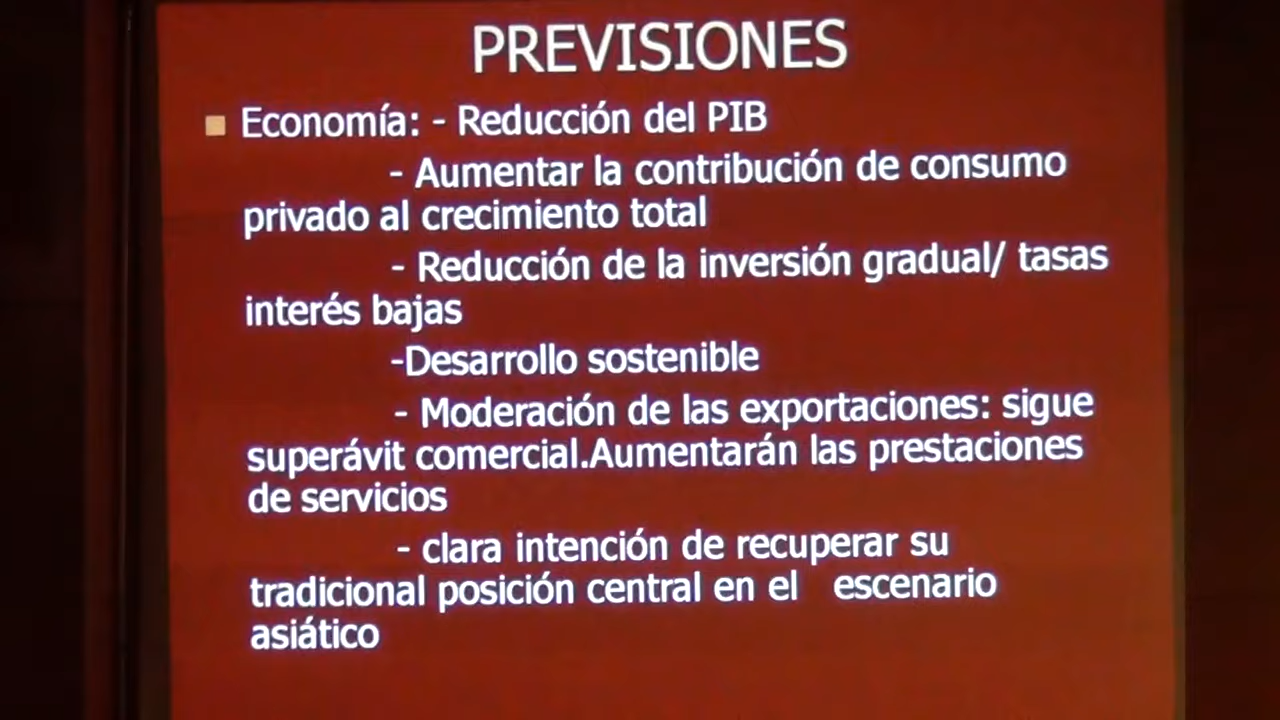 PREVISIONES
Economía: - Reducción del PIB
- Aumentar la contribución de consumo
privado al crecimiento total
- Reducción de la inversión gradual/ tasas
interés bajas
-Desarrollo sostenible
- Moderación de las exportaciones: sigue
superávit comercial.Aumentarán las prestaciones
de servicios
- clara intención de recuperar su
tradicional posición central en el escenario
asiático